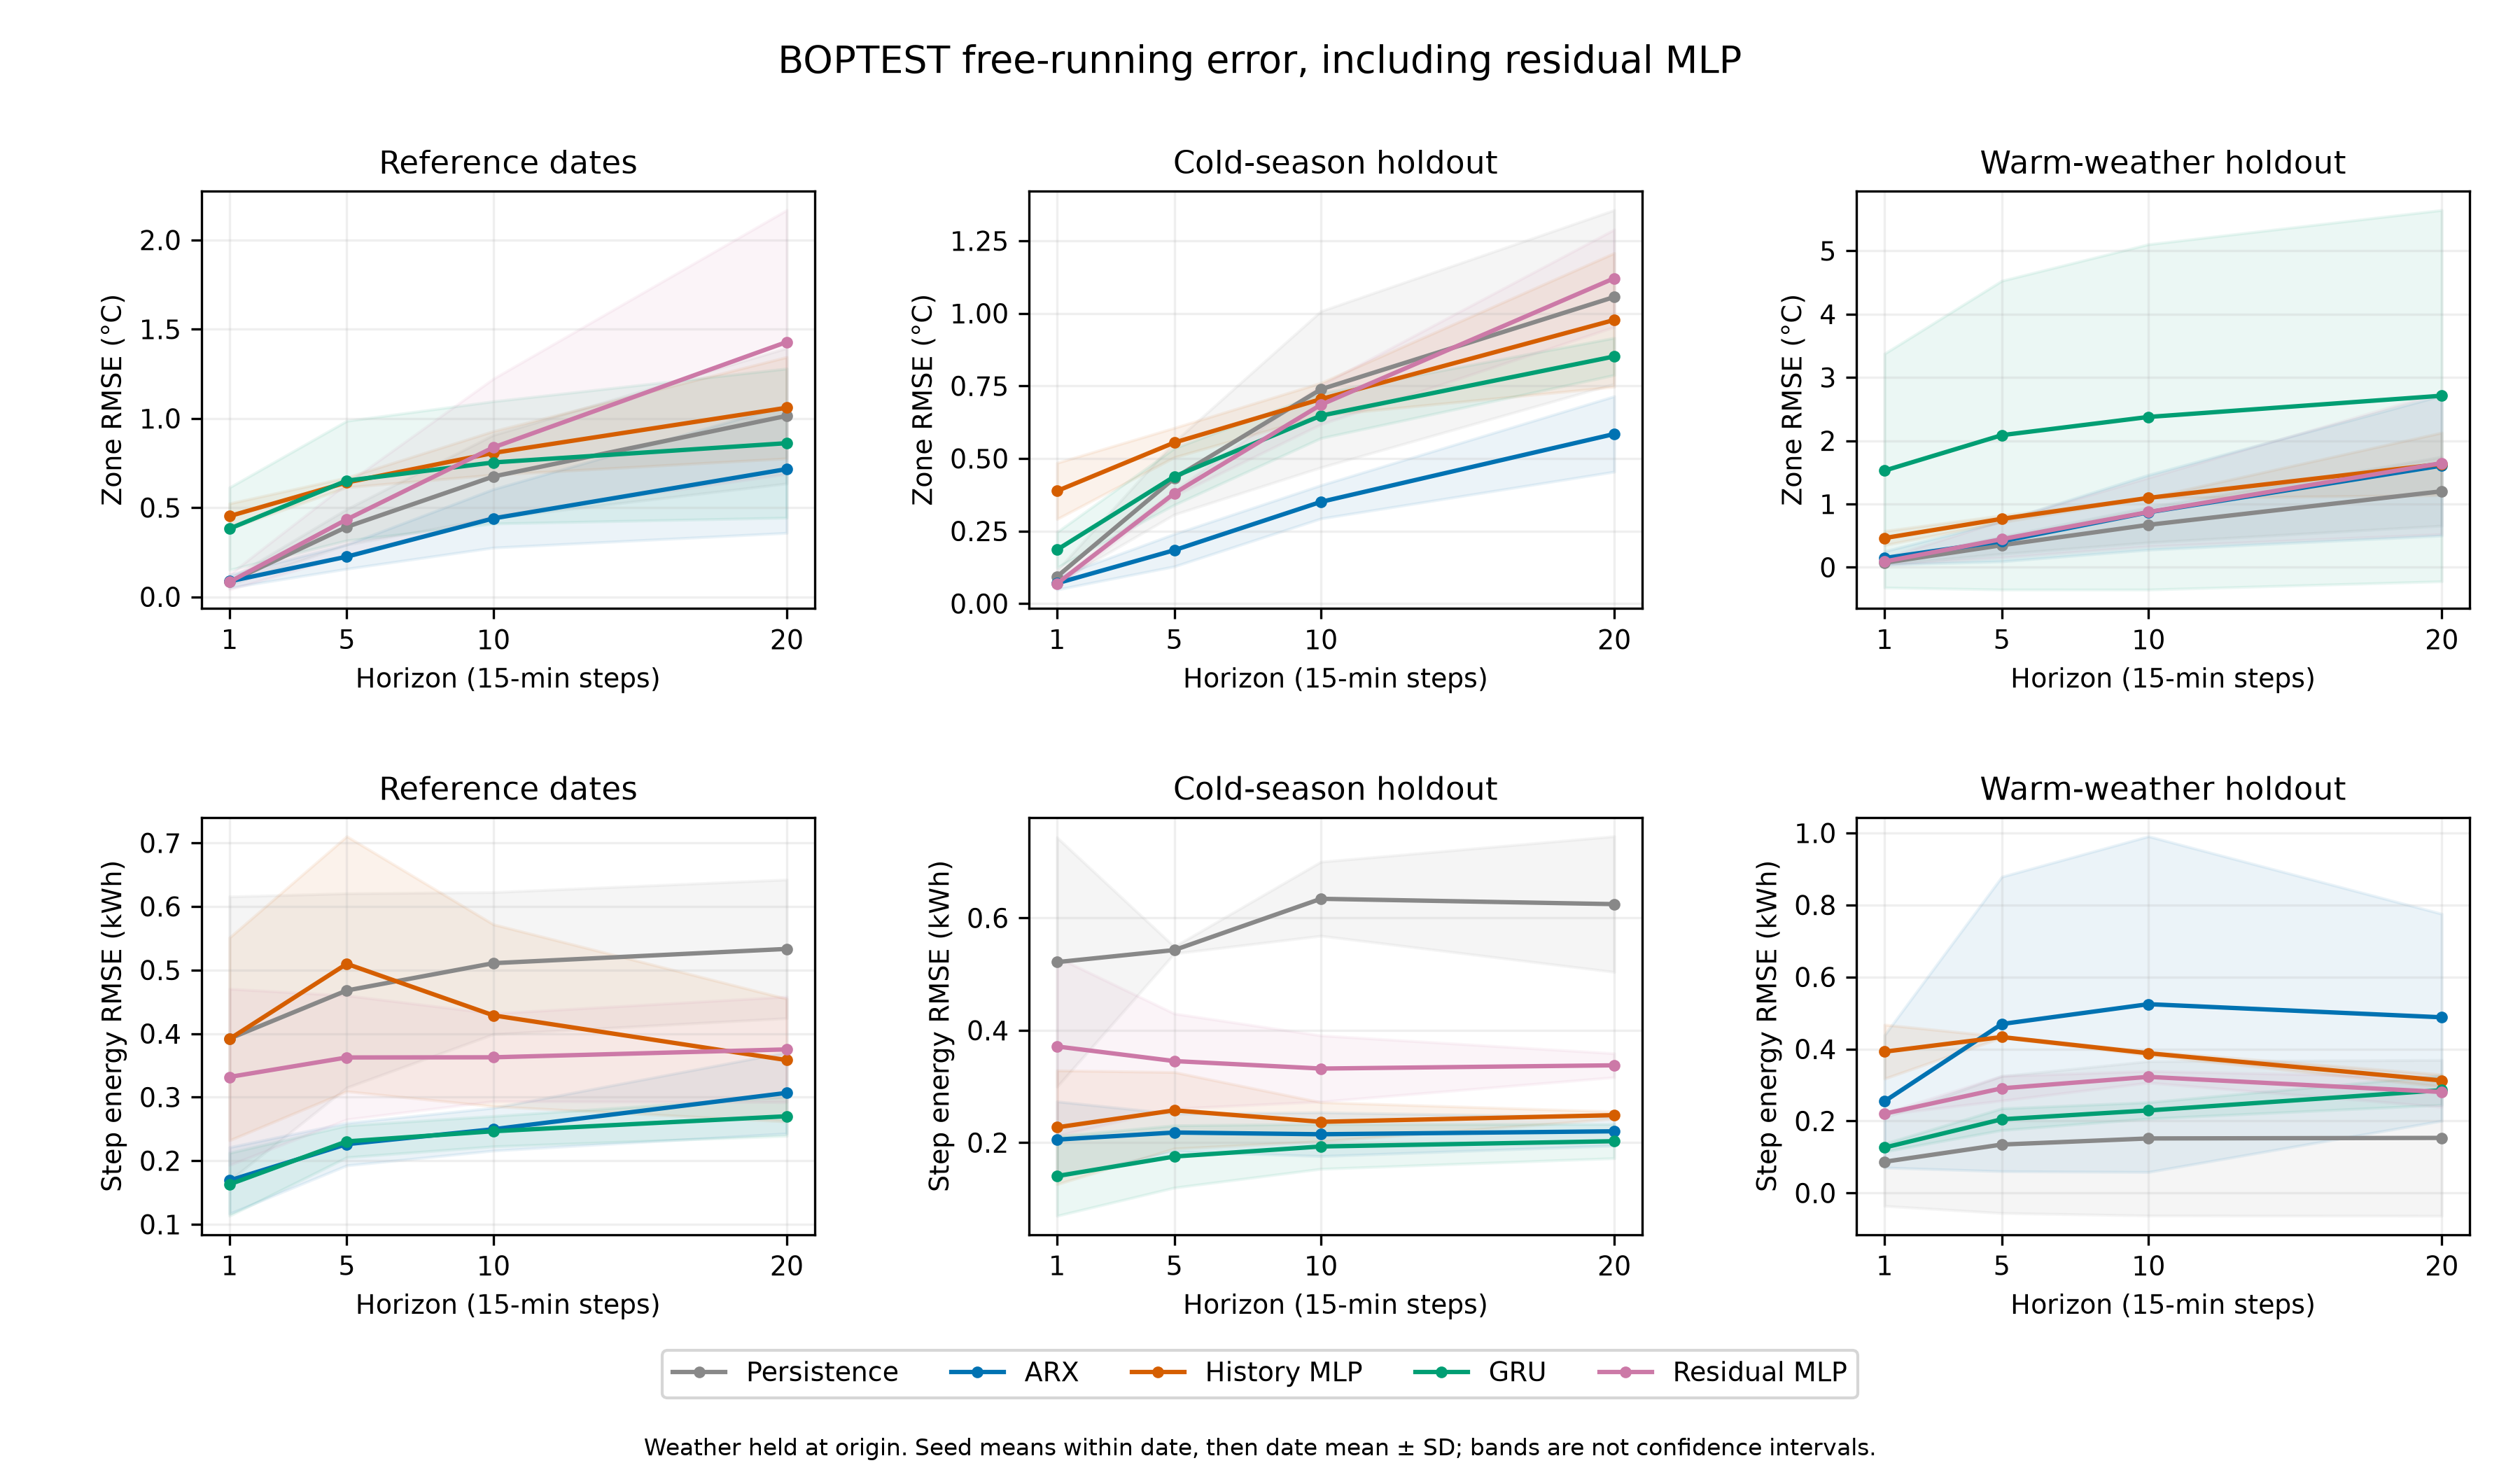 BOPTEST free-running error, including residual MLP
Reference dates
Zone RMSE (°C)
2.0
1.5
1.0
0.5
0.0
1 5 10 20
Horizon (15-min steps)
Cold-season holdout
Zone RMSE (°C)
1.25
1.00
0.75
0.50
0.25
0.00
1 5 10 20
Horizon (15-min steps)
Warm-weather holdout
Zone RMSE (°C)
5
4
3
2
1
0
1 5 10 20
Horizon (15-min steps)
Reference dates
Step energy RMSE (kWh)
0.7
0.6
0.5
0.4
0.3
0.2
0.1
1 5 10 20
Horizon (15-min steps)
Cold-season holdout
Step energy RMSE (kWh)
0.6
0.4
0.2
1 5 10 20
Horizon (15-min steps)
Warm-weather holdout
Step energy RMSE (kWh)
1.0
0.8
0.6
0.4
0.2
0.0
1 5 10 20
Horizon (15-min steps)
Persistence ARX History MLP GRU Residual MLP
Weather held at origin. Seed means within date, then date mean ± SD; bands are not confidence intervals.